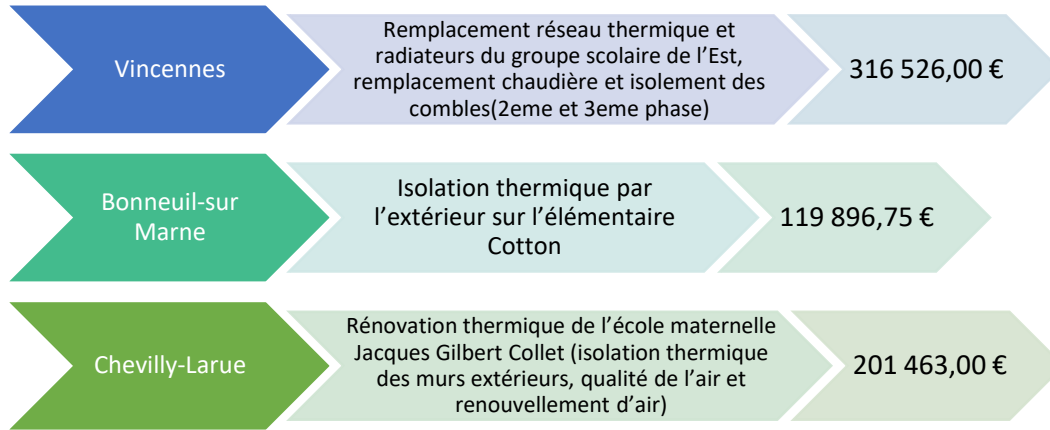 Vincennes
Remplacement réseau thermique et
radiateurs du groupe scolaire de l’Est,
remplacement chaudière et isolement des
combles(2eme et 3eme phase)
316 526,00 €
Bonneuil-sur
Marne
Isolation thermique par
l’extérieur sur l’élémentaire
Cotton
119 896,75 €
Chevilly-Larue
Rénovation thermique de l’école maternelle
Jacques Gilbert Collet (isolation thermique
des murs extérieurs, qualité de l’air et
renouvellement d’air)
201 463,00 €